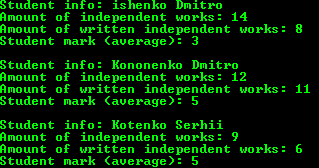 Student info: ishenko Dmitro
Amount of independent works: 14
Amount of written independent works: 8
Student mark (average): 3
Student info: Kononenko Dmitro
Amount of independent works: 12
Amount of written independent works: 11
Student mark (average): 5
Student info: Kotenko Serhii
Amount of independent works: 9
Amount of written independent works: 6
Student mark (average): 5